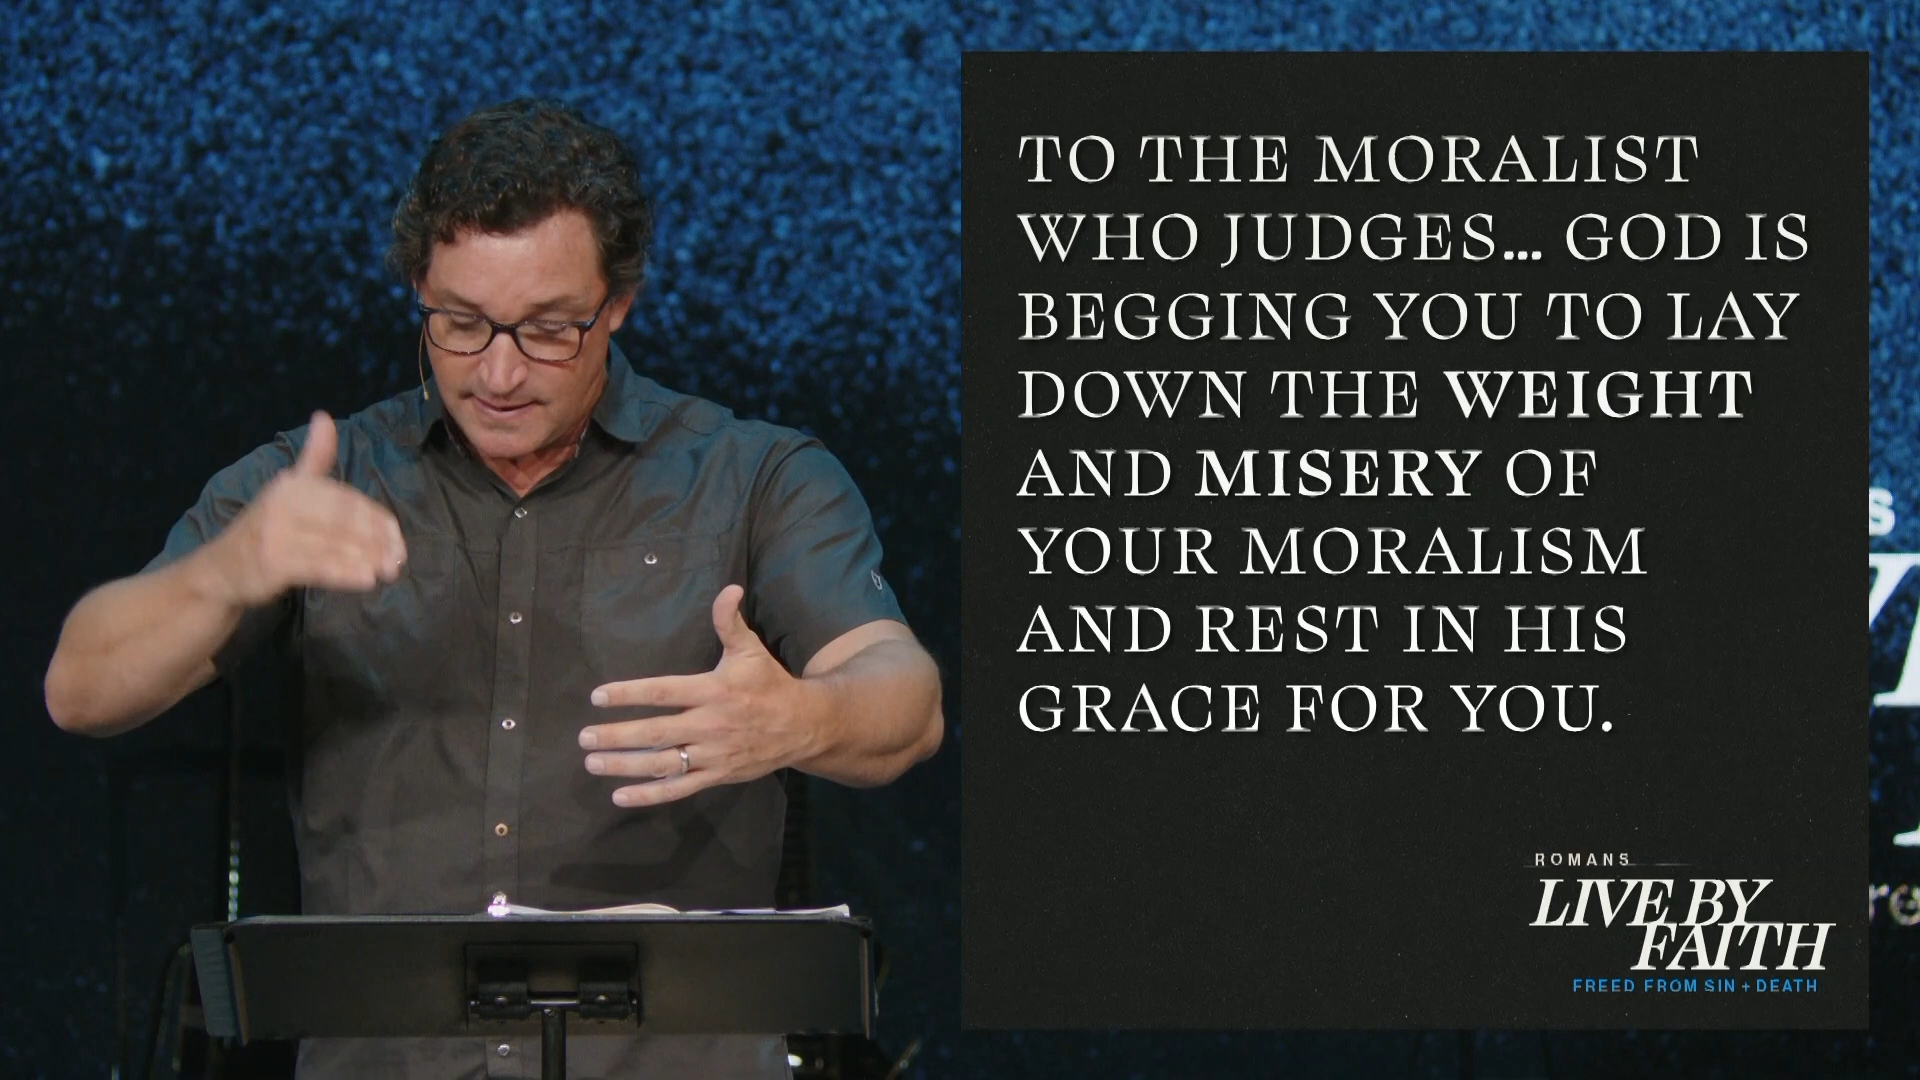 TO THE MORALIST
WHO JUDGES... GOD IS
BEGGING YOU TO LAY
DOWN THE WEIGHT
AND MISERY OF
YOUR MORALISM
AND REST IN HIS
GRACE FOR YOU.
ROMANS
LIVE BY
FAITH
FREED FROM SIN + DEATH